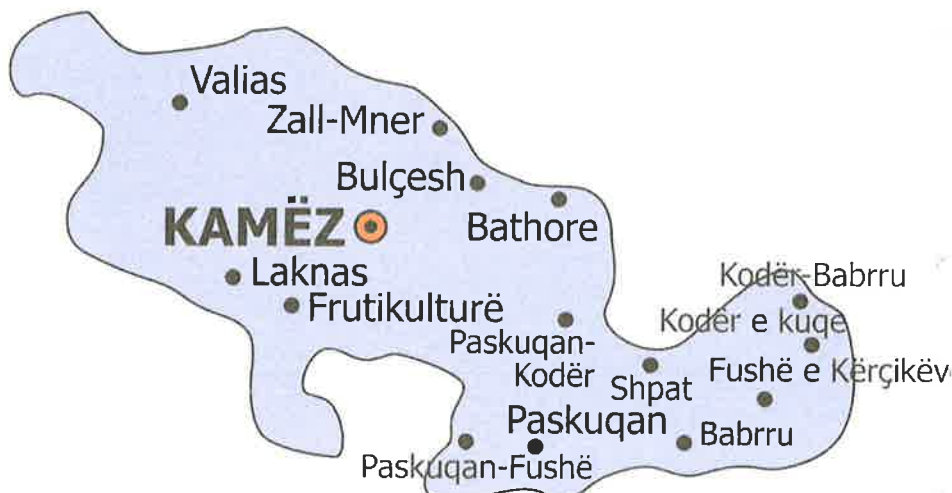 Valias
Zall-Mner
Bulçesh
KAMËZ
Bathore
Laknas
Frutikulturë
Kodër-Babrru
Kodër e kuqe
Paskuqan-
Kodër
Shpat
Fushë e Kërçikëv
Paskuqan
Babrru
Paskuqan-Fushë